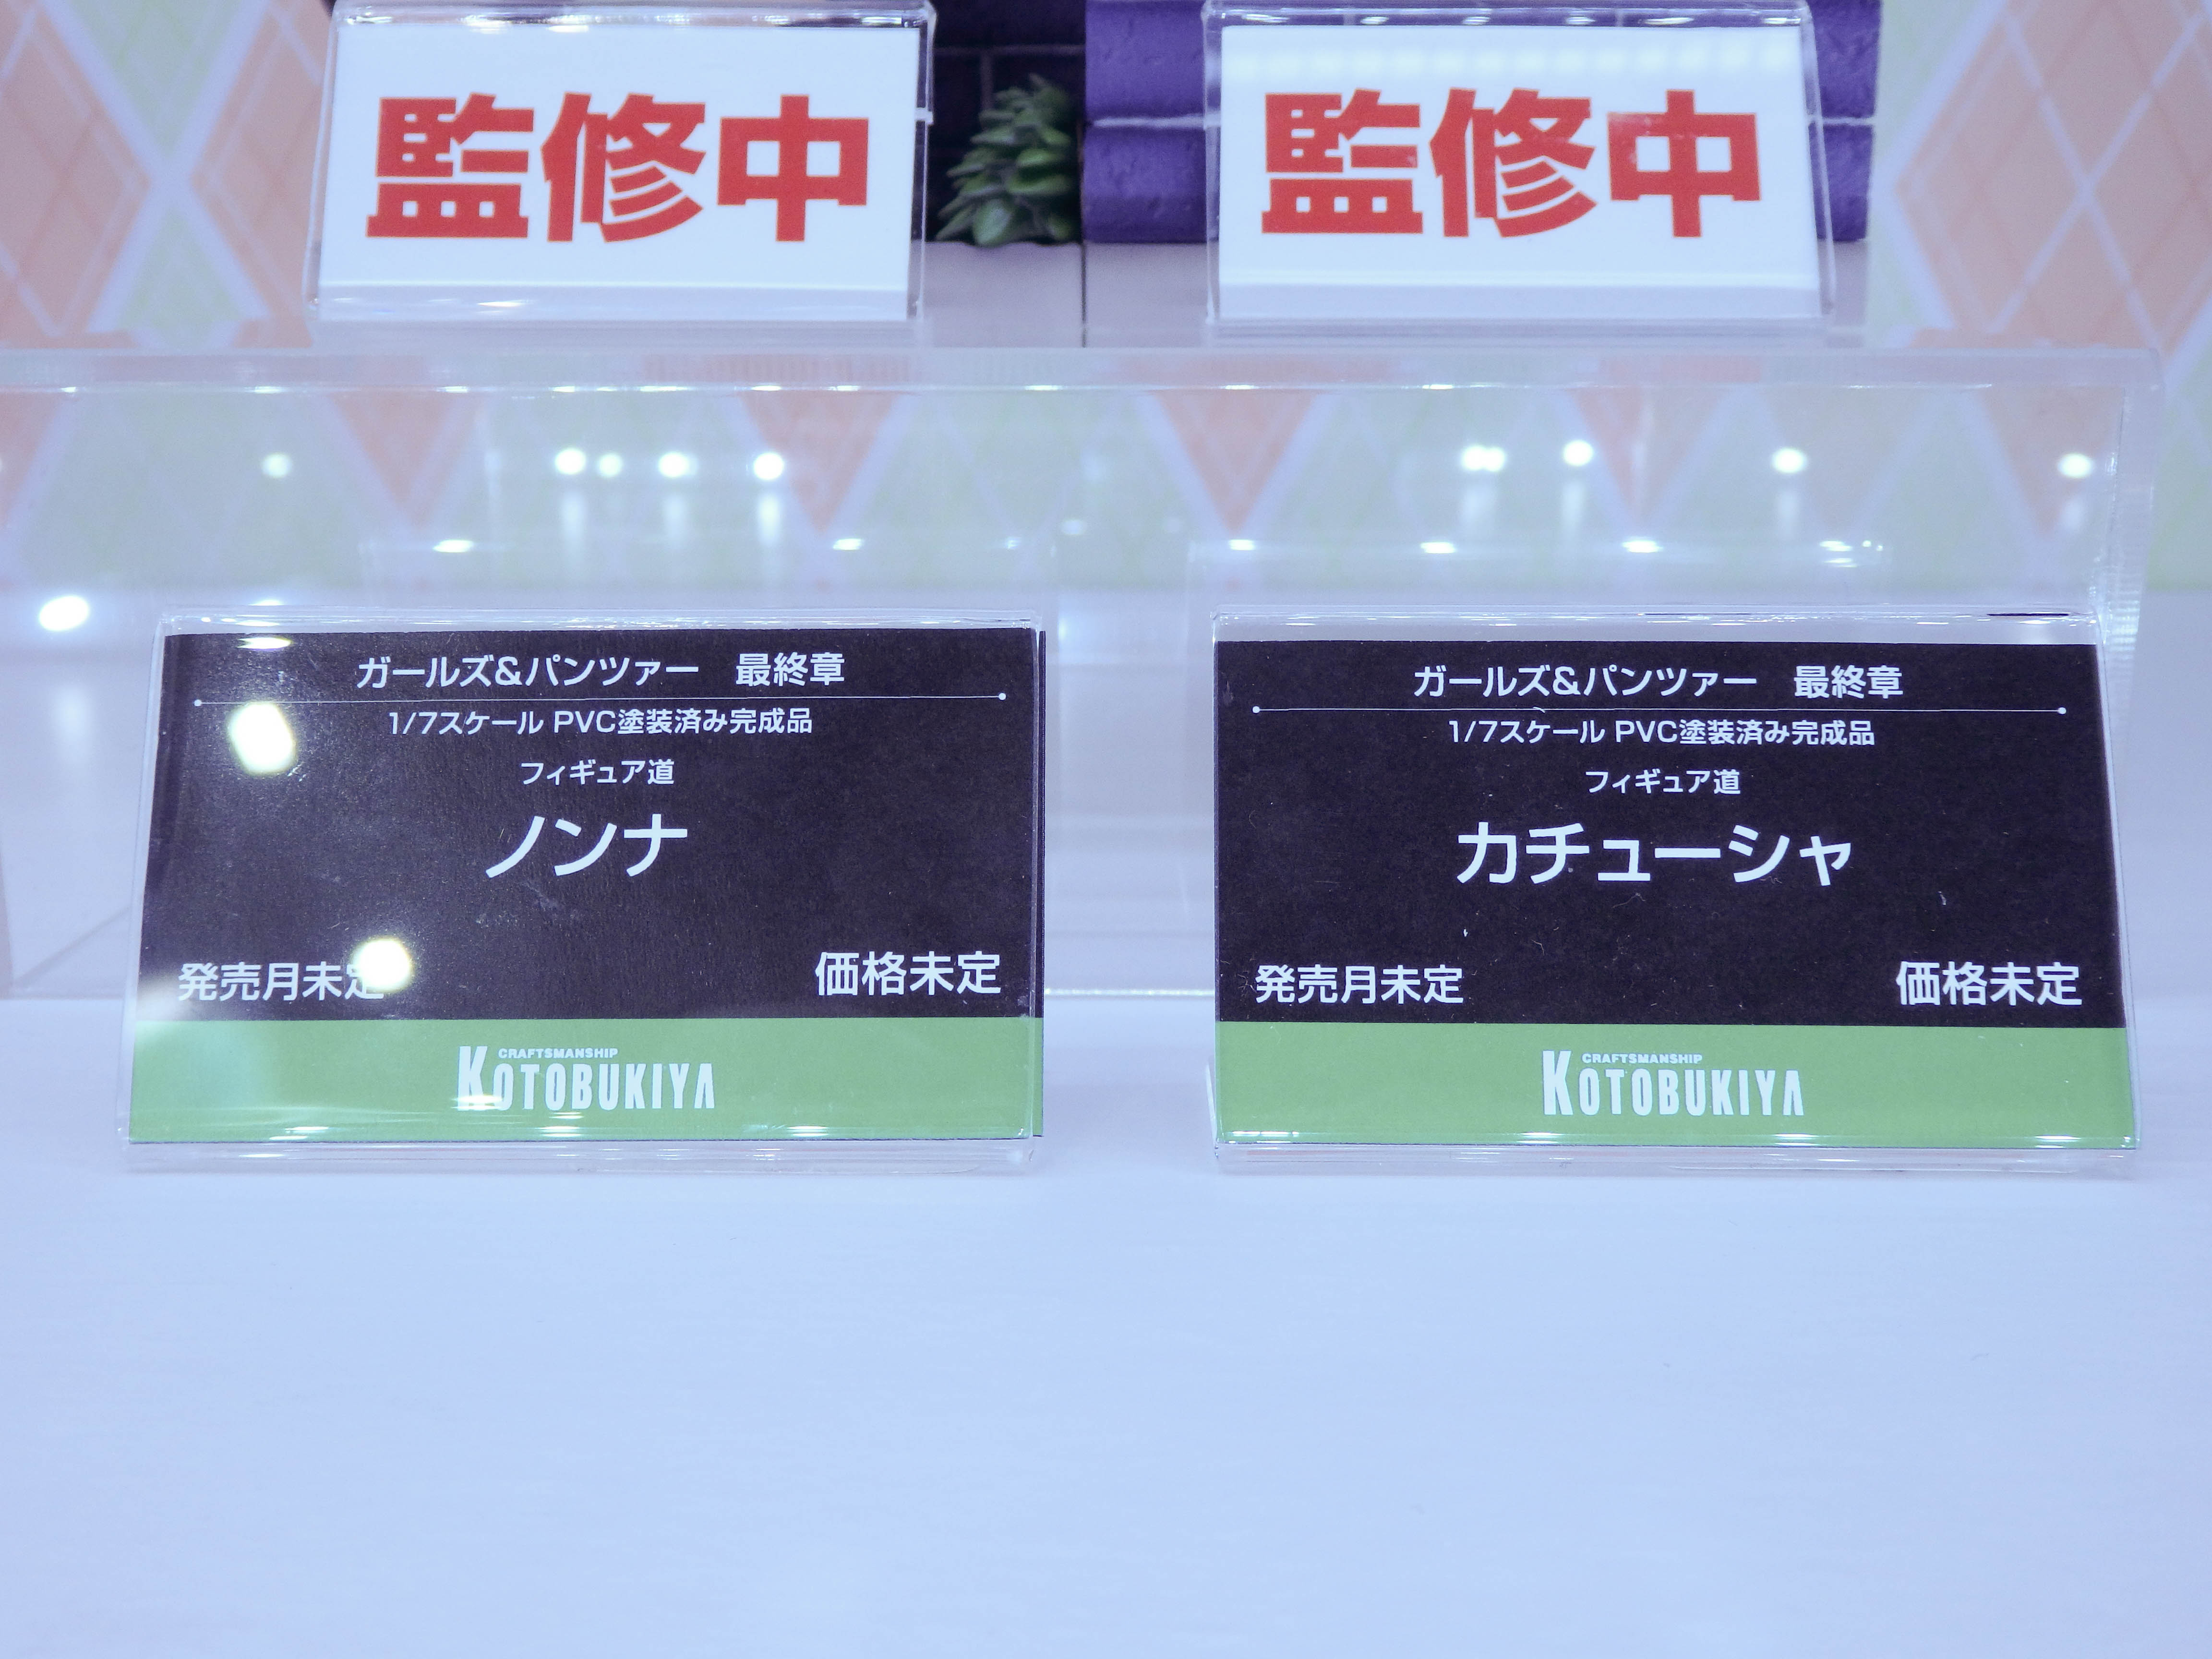 監修中
監修中
ガールズ&パンツァー 最終章
1/7スケール PVC塗装済み完成品
フィギュア道
ノンナ
発売月未定
価格未定
CRAFTSMANSHIP
KOTOBUKIYA
ガールズ&パンツァー 最終章
1/7スケール PVC塗装済み完成品
フィギュア道
カチューシャ
発売月未定
価格未定
CRAFTSMANSHIP
KOTOBUKIYA